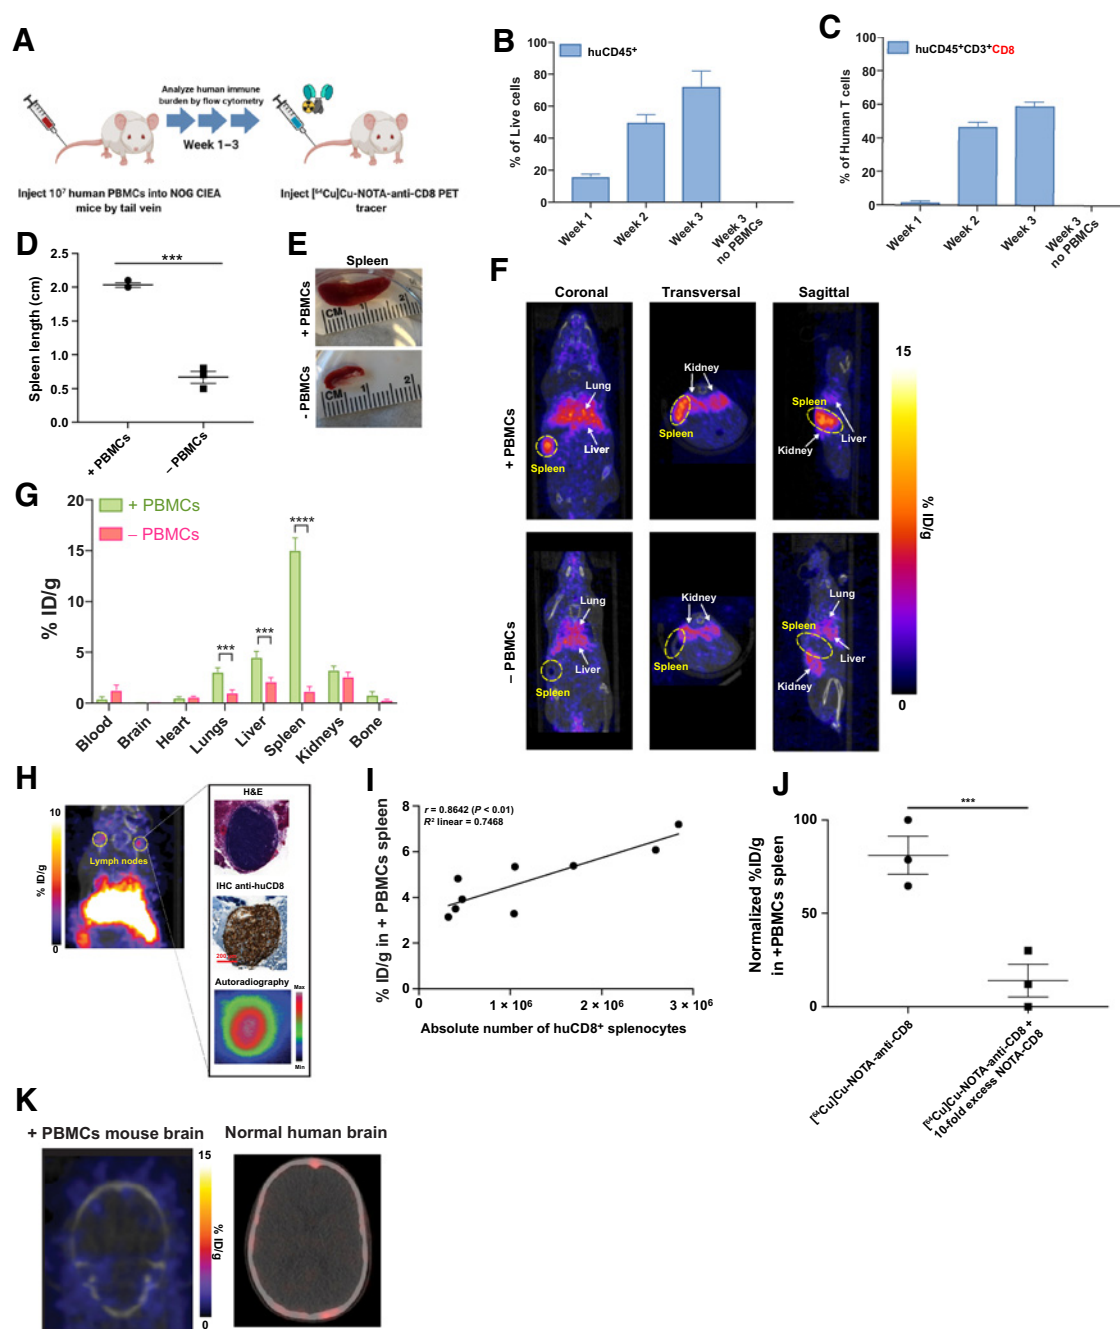 A
Analyze human immune
burden by flow cytometry
Week 1–3
Inject 10⁷ human PBMCs into NOG CIEA
mice by tail vein
Inject [⁶⁴Cu]Cu-NOTA-anti-CD8 PET
tracer
B
huCD45⁺
% of Live cells
100
80
60
40
20
0
Week 1
Week 2
Week 3
Week 3
no PBMCs
C
huCD45⁺CD3⁺CD8
% of Human T cells
100
80
60
40
20
0
Week 1
Week 2
Week 3
Week 3
no PBMCs
D
Spleen length (cm)
2.5
2.0
1.5
1.0
0.5
0.0
***
+ PBMCs
– PBMCs
E
Spleen
+ PBMCs
CM 1 2
- PBMCs
CM 1 2
F
Coronal
Transversal
Sagittal
+ PBMCs
Lung
Liver
Spleen
Kidney
Spleen
Spleen
Liver
Kidney
– PBMCs
Lung
Liver
Spleen
Kidney
Spleen
Lung
Spleen
Liver
Kidney
15
% ID/g
0
G
+ PBMCs
– PBMCs
% ID/g
20
15
10
5
0
***
***
****
Blood
Brain
Heart
Lungs
Liver
Spleen
Kidneys
Bone
H
10
% ID/g
0
Lymph nodes
H&E
IHC anti-huCD8
Autoradiography
Max
Min
I
r = 0.8642 (P < 0.01)
R² linear = 0.7468
% ID/g in + PBMCs spleen
8
6
4
2
0
0
1 × 10⁶
2 × 10⁶
3 × 10⁶
Absolute number of huCD8⁺ splenocytes
J
***
Normalized %ID/g
in +PBMCs spleen
100
50
0
[⁶⁴Cu]Cu-NOTA-anti-CD8
[⁶⁴Cu]Cu-NOTA-anti-CD8 +
10-fold excess NOTA-CD8
K
+ PBMCs mouse brain
Normal human brain
15
% ID/g
0